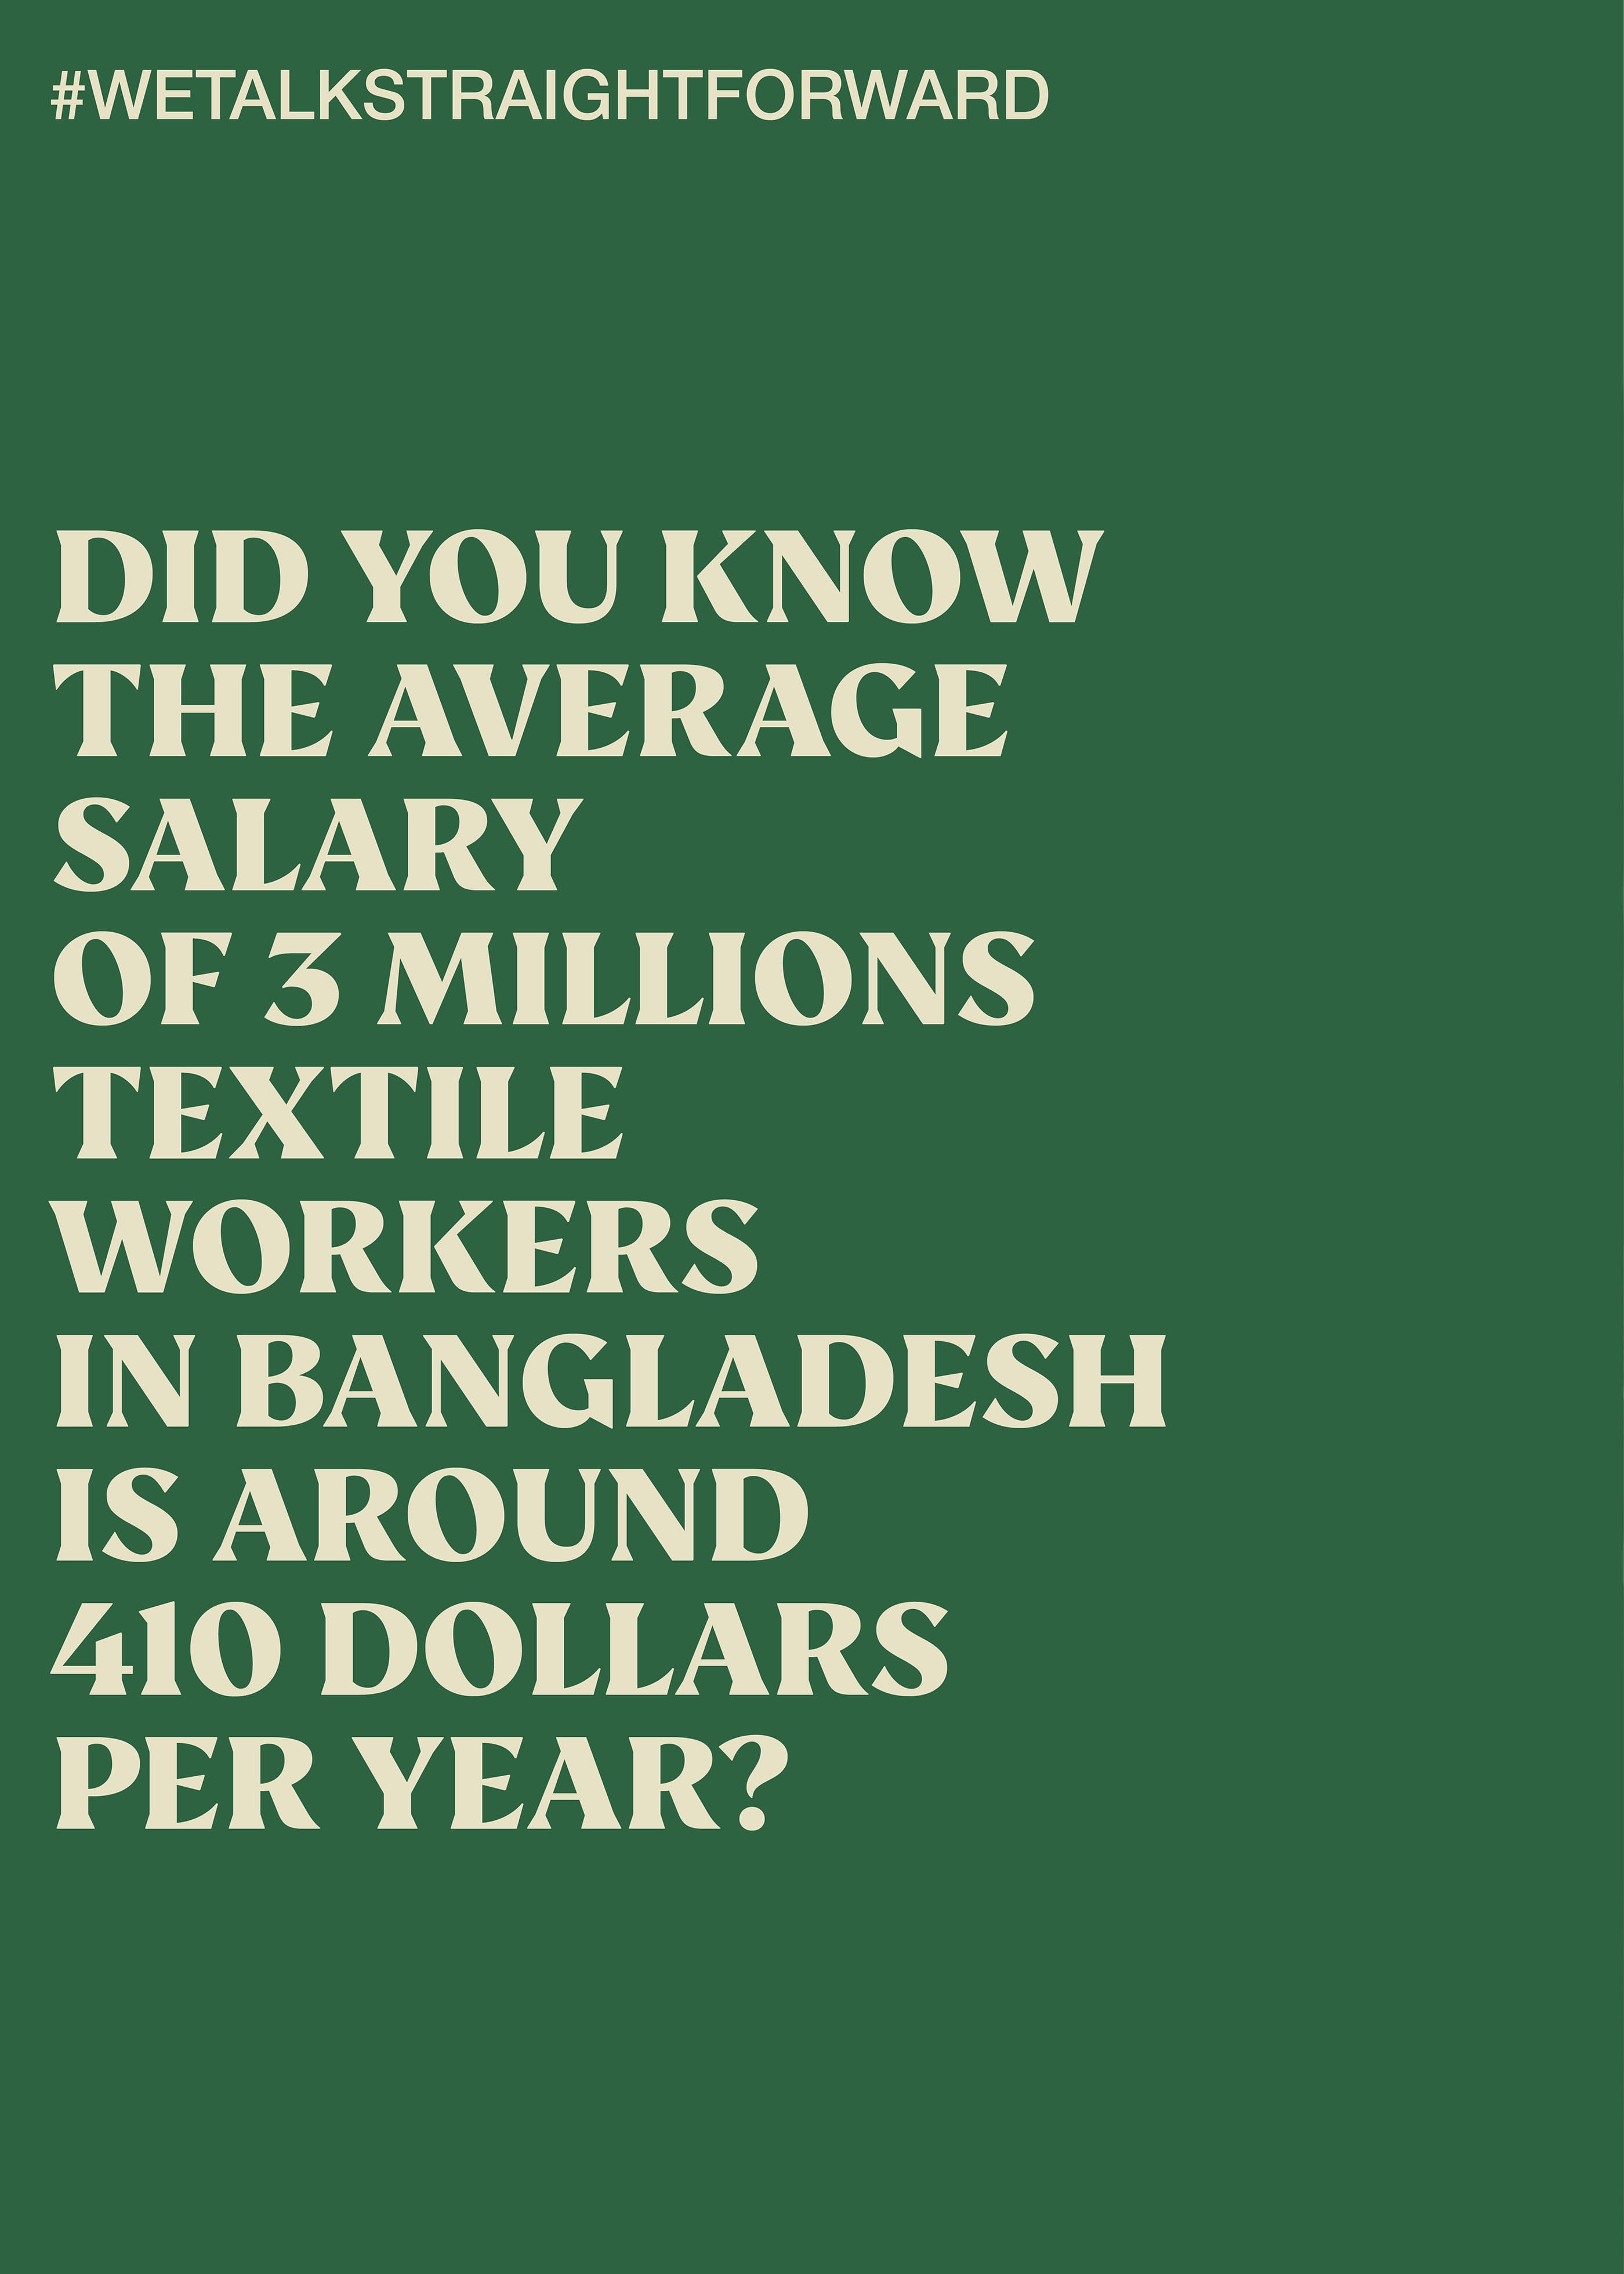 #WETALKSTRAIGHTFORWARD
DID YOU KNOW
THE AVERAGE
SALARY
OF 3 MILLIONS
TEXTILE
WORKERS
IN BANGLADESH
IS AROUND
410 DOLLARS
PER YEAR?